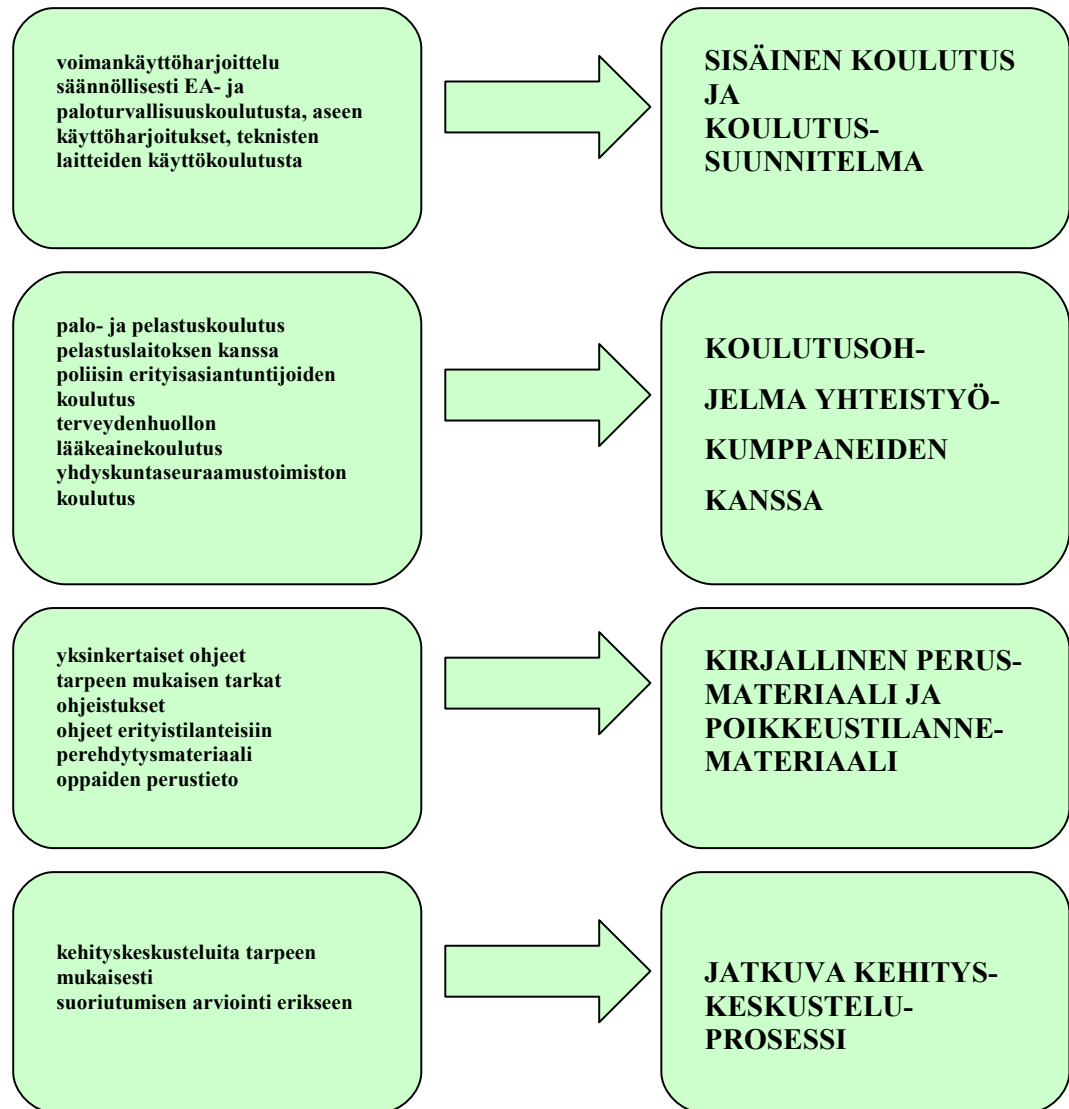 voimankäyttöharjoittelu
säännöllisesti EA- ja
paloturvallisuuskoulutusta, aseen
käyttöharjoitukset, teknisten
laitteiden käyttökoulutusta
SISÄINEN KOULUTUS
JA
KOULUTUS-
SUUNNITELMA
palo- ja pelastuskoulutus
pelastuslaitoksen kanssa
poliisin erityisasiantuntijoiden
koulutus
terveydenhuollon
lääkeainekoulutus
yhdyskuntaseuraamustoimiston
koulutus
KOULUTUSOH-
JELMA YHTEISTYÖ-
KUMPPANEIDEN
KANSSA
yksinkertaiset ohjeet
tarpeen mukaisen tarkat
ohjeistukset
ohjeet erityistilanteisiin
perehdytysmateriaali
oppaiden perustieto
KIRJALLINEN PERUS-
MATERIAALI JA
POIKKEUSTILANNE-
MATERIAALI
kehityskeskusteluita tarpeen
mukaisesti
suoriutumisen arviointi erikseen
JATKUVA KEHITYS-
KESKUSTELU-
PROSESSI